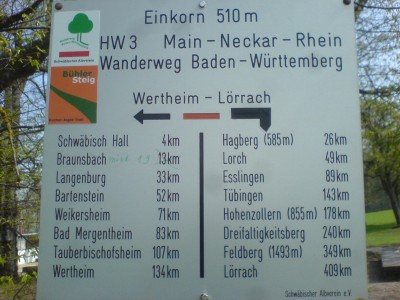 Einkorn 510 m
Schwäbischer Albverein
HW 3 Main – Neckar – Rhein
Wanderweg Baden – Württemberg
Bühler Steig
Wertheim – Lörrach
Schwäbisch Hall 4 km
Braunsbach 13 km
Langenburg 33 km
Bartenstein 52 km
Weikersheim 71 km
Bad Mergentheim 83 km
Tauberbischofsheim 107 km
Wertheim 134 km
Hagberg (585m) 26 km
Lorch 49 km
Esslingen 89 km
Tübingen 143 km
Hohenzollern (855m) 178 km
Dreifaltigkeitsberg 240 km
Feldberg (1493m) 349 km
Lörrach 409 km
Schwäbischer Albverein e.V.